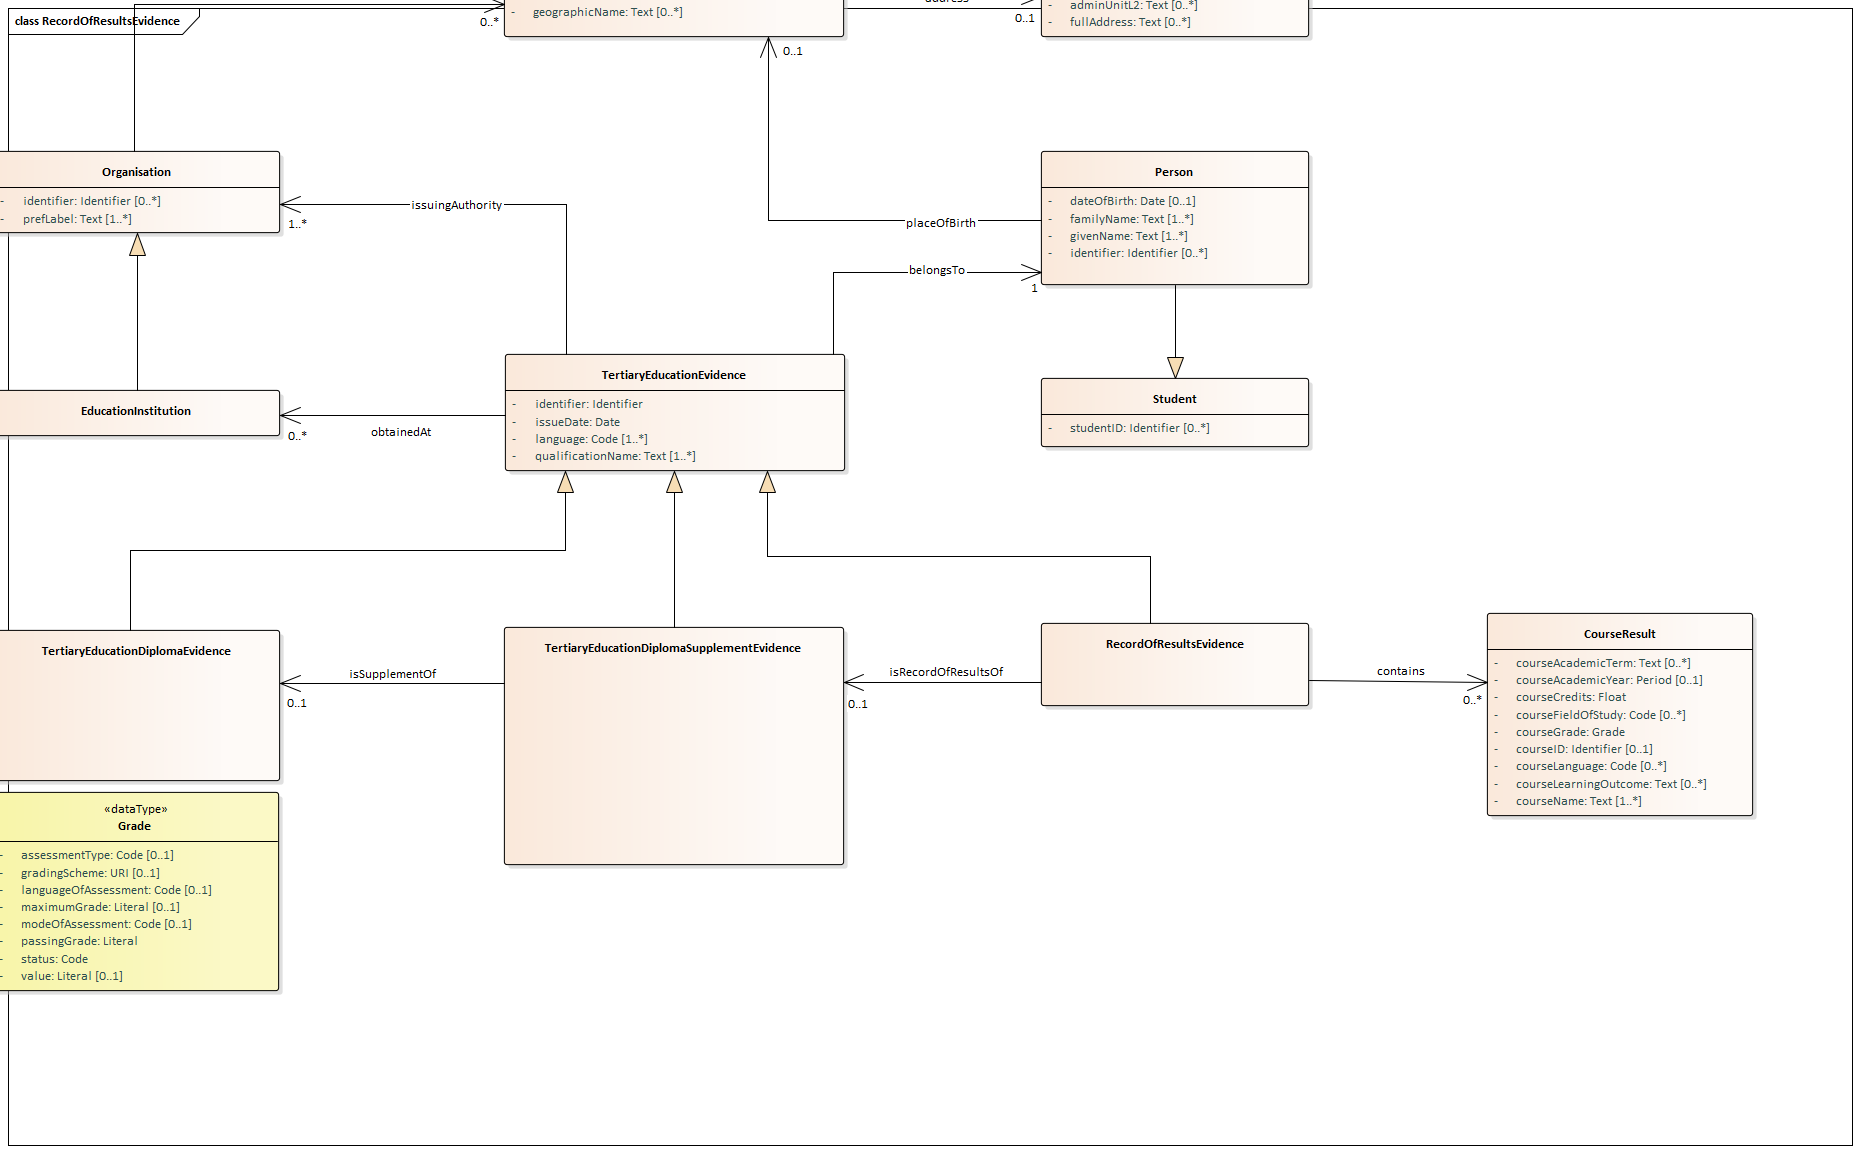 class RecordOfResultsEvidence
0..*
- geographicName: Text [0..*]
0..1
- adminUnitL2: Text [0..*]
- fullAddress: Text [0..*]
0..1
Organisation
- identifier: Identifier [0..*]
- prefLabel: Text [1..*]
issuingAuthority
1..*
placeOfBirth
belongsTo
1
Person
- dateOfBirth: Date [0..1]
- familyName: Text [1..*]
- givenName: Text [1..*]
- identifier: Identifier [0..*]
EducationInstitution
0..*
obtainedAt
TertiaryEducationEvidence
- identifier: Identifier
- issueDate: Date
- language: Code [1..*]
- qualificationName: Text [1..*]
Student
- studentID: Identifier [0..*]
TertiaryEducationDiplomaEvidence
isSupplementOf
0..1
TertiaryEducationDiplomaSupplementEvidence
isRecordOfResultsOf
0..1
RecordOfResultsEvidence
contains
0..*
CourseResult
- courseAcademicTerm: Text [0..*]
- courseAcademicYear: Period [0..1]
- courseCredits: Float
- courseFieldOfStudy: Code [0..*]
- courseGrade: Grade
- courseID: Identifier [0..1]
- courseLanguage: Code [0..*]
- courseLearningOutcome: Text [0..*]
- courseName: Text [1..*]
«dataType»
Grade
- assessmentType: Code [0..1]
- gradingScheme: URI [0..1]
- languageOfAssessment: Code [0..1]
- maximumGrade: Literal [0..1]
- modeOfAssessment: Code [0..1]
- passingGrade: Literal
- status: Code
- value: Literal [0..1]